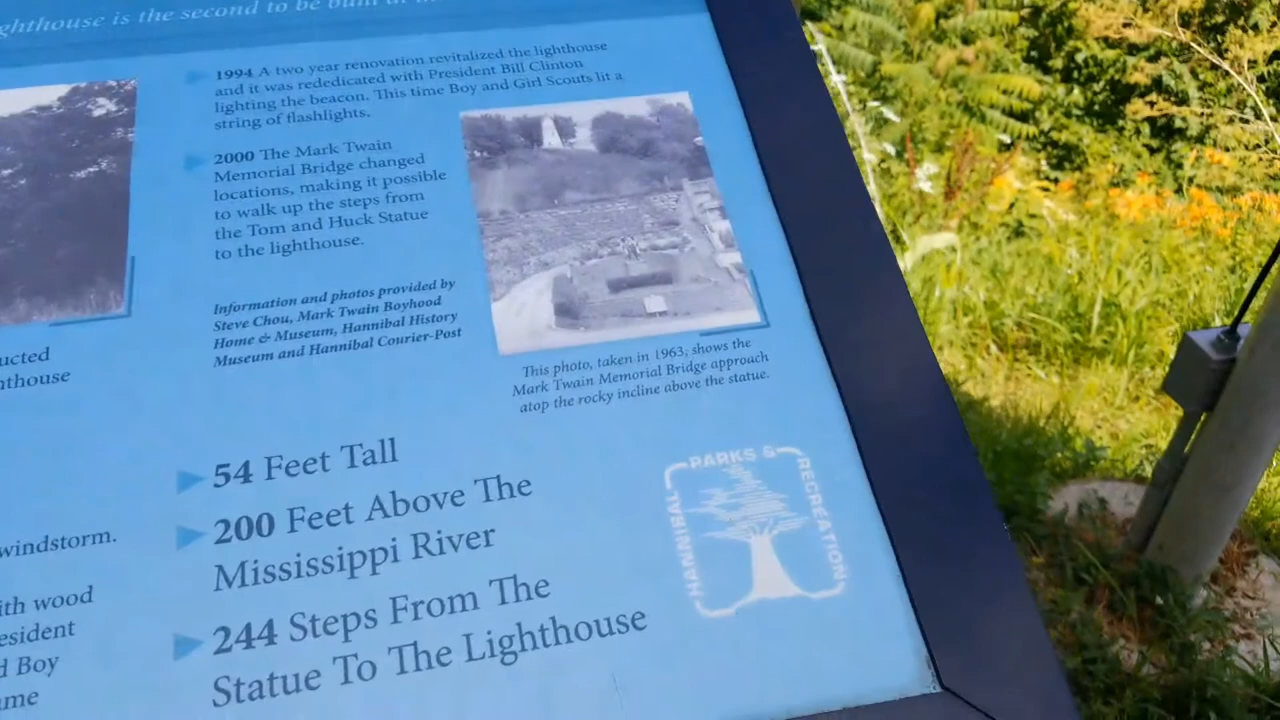 ghthouse is the second to be built at
1994 A two year renovation revitalized the lighthouse
and it was rededicated with President Bill Clinton
lighting the beacon. This time Boy and Girl Scouts lit a
string of flashlights.
2000 The Mark Twain
Memorial Bridge changed
locations, making it possible
to walk up the steps from
the Tom and Huck Statue
to the lighthouse.
Information and photos provided by
Steve Chou, Mark Twain Boyhood
Home & Museum, Hannibal History
Museum and Hannibal Courier-Post
This photo, taken in 1963, shows the
Mark Twain Memorial Bridge approach
atop the rocky incline above the statue.
ucted
hthouse
windstorm.
ith wood
esident
d Boy
ame
54 Feet Tall
200 Feet Above The
Mississippi River
244 Steps From The
Statue To The Lighthouse
HANNIBAL
PARKS &
RECREATION